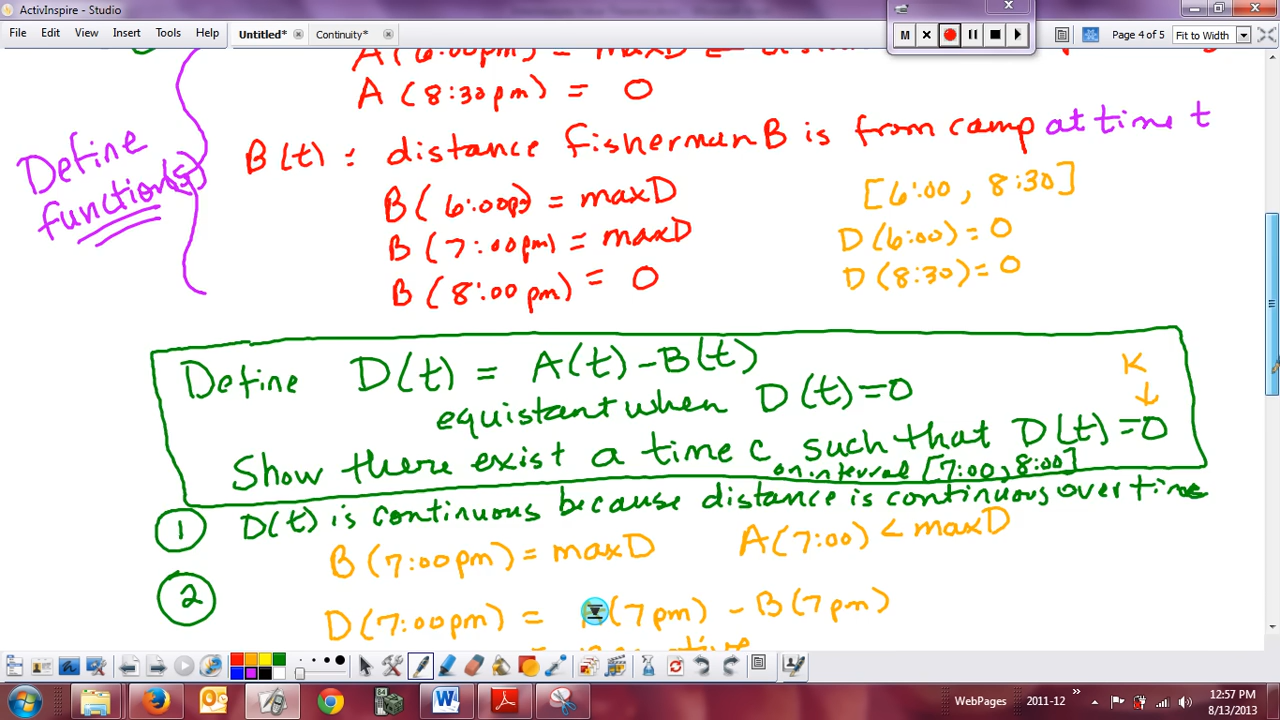 ActivInspire - Studio
File Edit View Insert Tools Help Untitled* Continuity* Page 4 of 5 Fit to Width
A(6:00pm) = maxD
A (8:30pm) = 0
Define function(s)
B(t) : distance fisherman B is from camp at time t
B (6:00p) = maxD
[6:00, 8:30]
B (7:00pm) = maxD
D(6:00) = 0
B (8:00 pm) = 0
D(8:30) = 0
Define D(t) = A(t) - B(t)
K
equistant when D(t)=0
Show there exist a time c such that D(t) = 0
on interval [7:00, 8:00]
1 D(t) is continuous because distance is continuous over time
B (7:00pm) = maxD A(7:00) < maxD
2
D(7:00pm) = (7pm) - B(7pm)
WebPages 2011-12 12:57 PM
8/13/2013